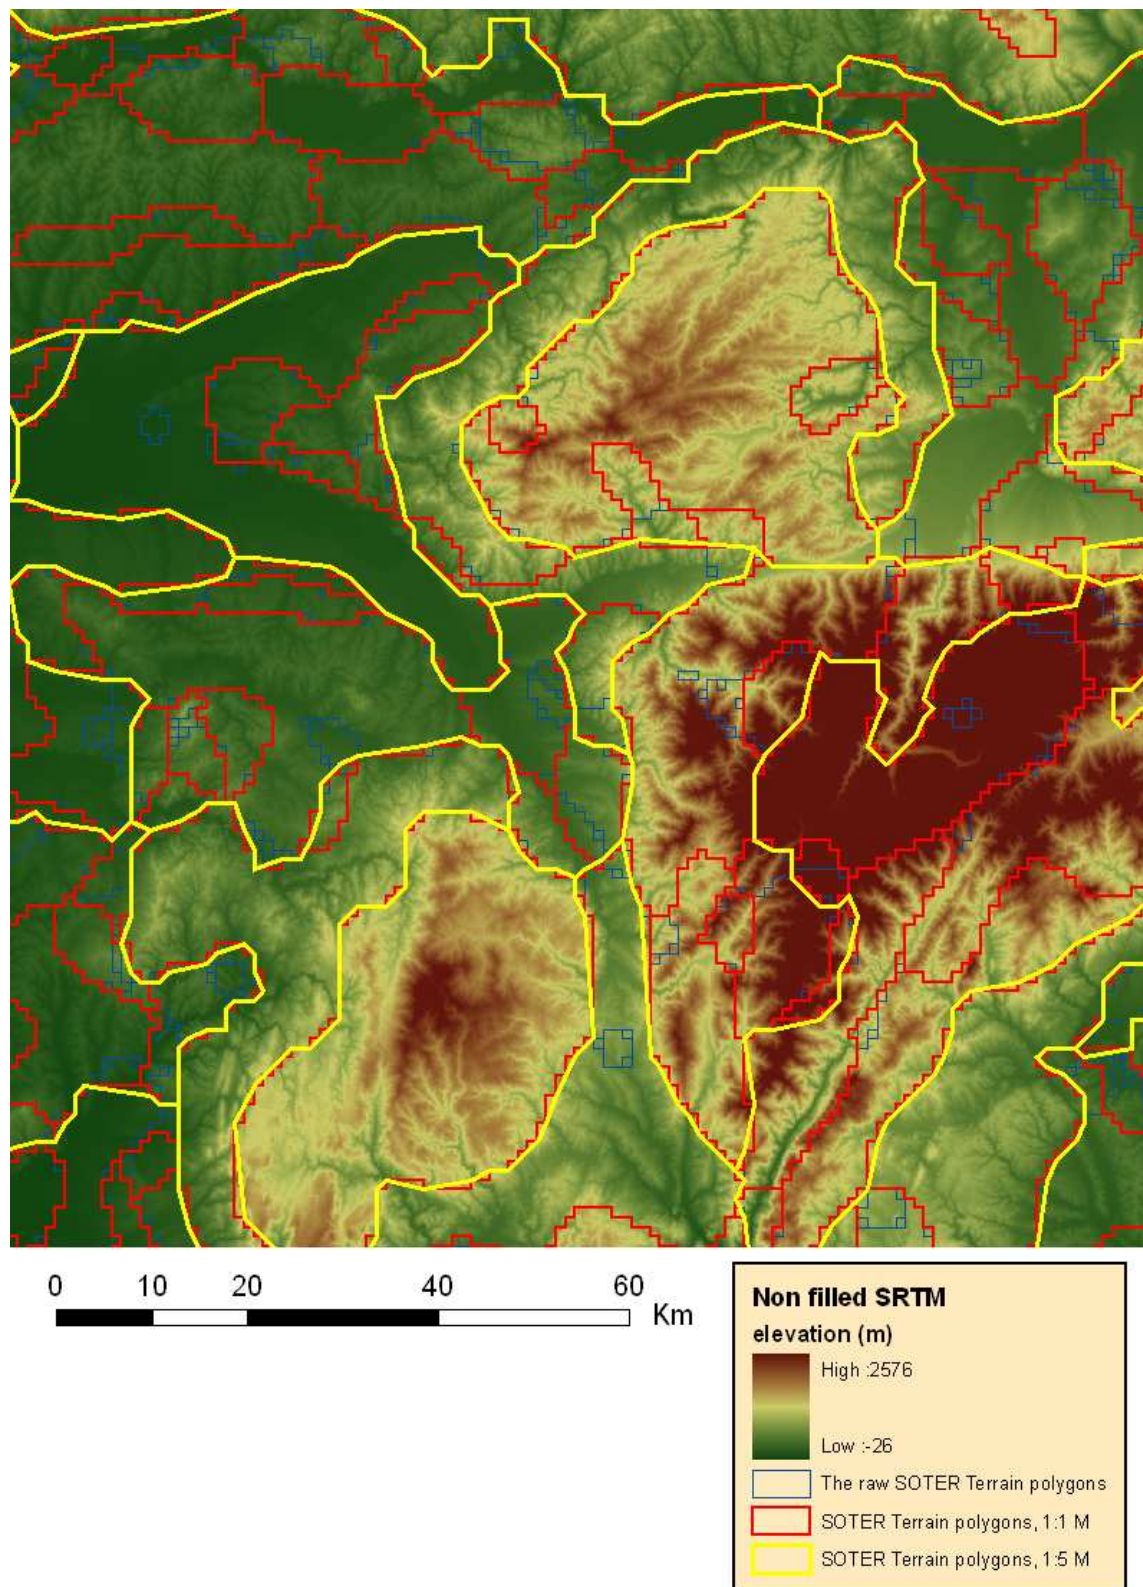 0 10 20 40 60
Km
Non filled SRTM
elevation (m)
High :2576
Low :-26
The raw SOTER Terrain polygons
SOTER Terrain polygons, 1:1 M
SOTER Terrain polygons, 1:5 M